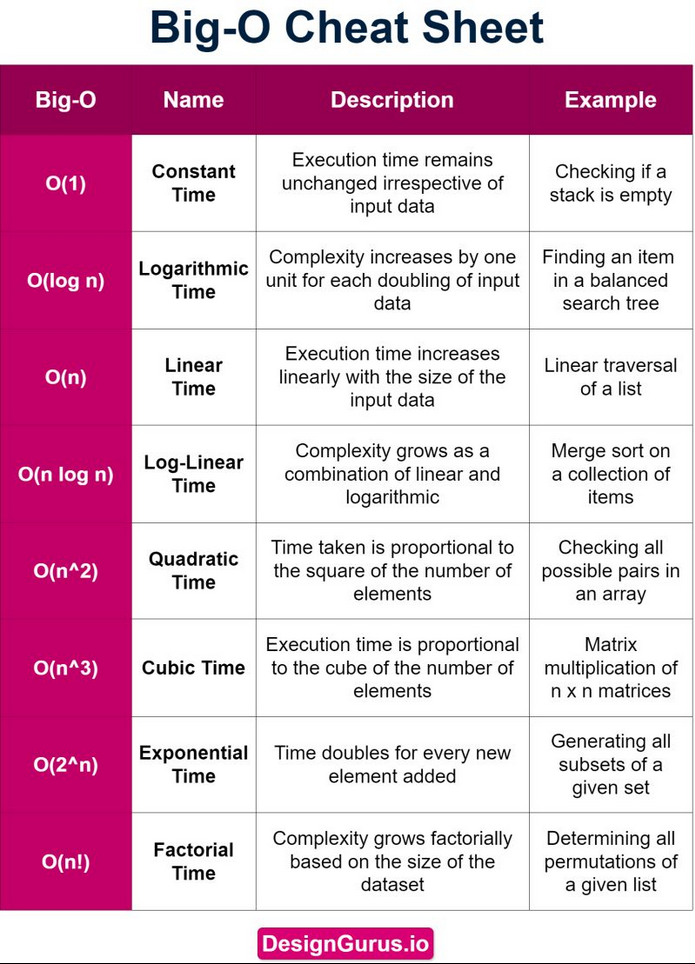 Big-O Cheat Sheet
Big-O
Name
Description
Example
O(1)
Constant
Time
Execution time remains
unchanged irrespective of
input data
Checking if a
stack is empty
O(log n)
Logarithmic
Time
Complexity increases by one
unit for each doubling of input
data
Finding an item
in a balanced
search tree
O(n)
Linear
Time
Execution time increases
linearly with the size of the
input data
Linear traversal
of a list
O(n log n)
Log-Linear
Time
Complexity grows as a
combination of linear and
logarithmic
Merge sort on
a collection of
items
O(n^2)
Quadratic
Time
Time taken is proportional to
the square of the number of
elements
Checking all
possible pairs in
an array
O(n^3)
Cubic Time
Execution time is proportional
to the cube of the number of
elements
Matrix
multiplication of
n x n matrices
O(2^n)
Exponential
Time
Time doubles for every new
element added
Generating all
subsets of a
given set
O(n!)
Factorial
Time
Complexity grows factorially
based on the size of the
dataset
Determining all
permutations of
a given list
DesignGurus.io